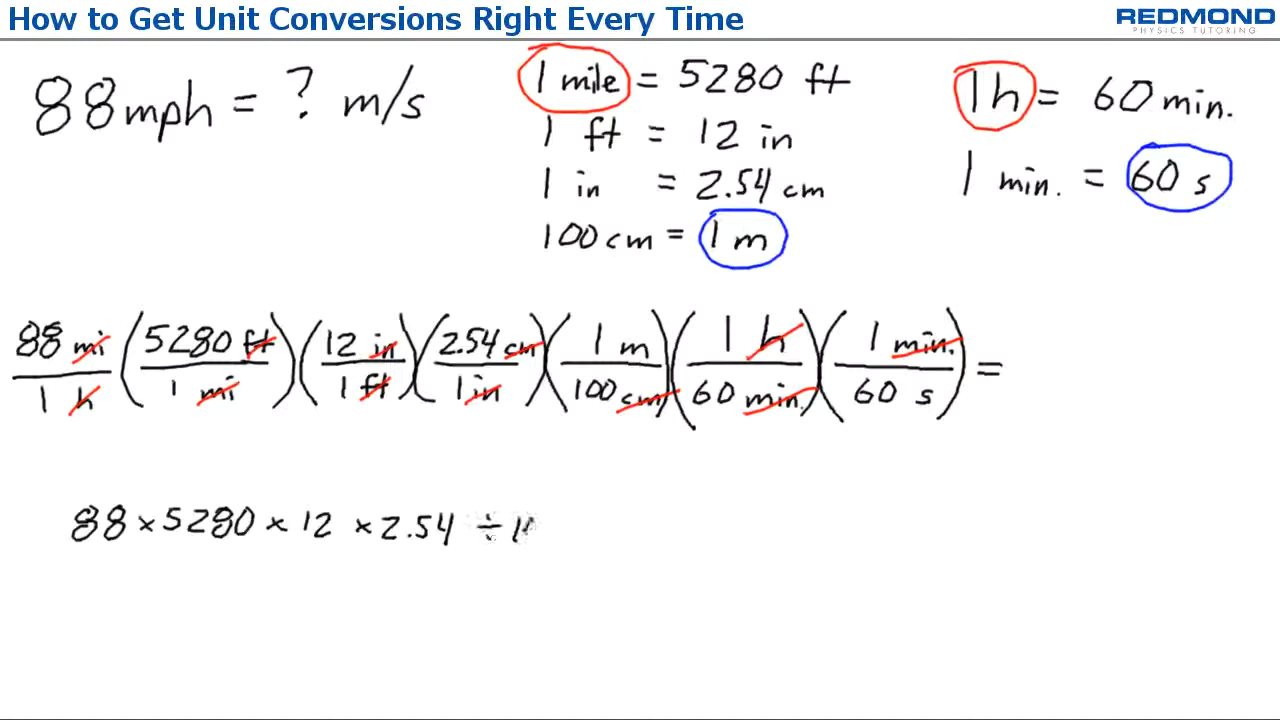 How to Get Unit Conversions Right Every Time
REDMOND
PHYSICS TUTORING
88 mph = ? m/s
1 mile = 5280 ft
1 ft = 12 in
1 in = 2.54 cm
100 cm = 1 m
1 h = 60 min.
1 min. = 60 s
88 mi/1 h (5280 ft/1 mi)(12 in/1 ft)(2.54 cm/1 in)(1 m/100 cm)(1 h/60 min.)(1 min./60 s) =
88 × 5280 × 12 × 2.54 ÷ 1